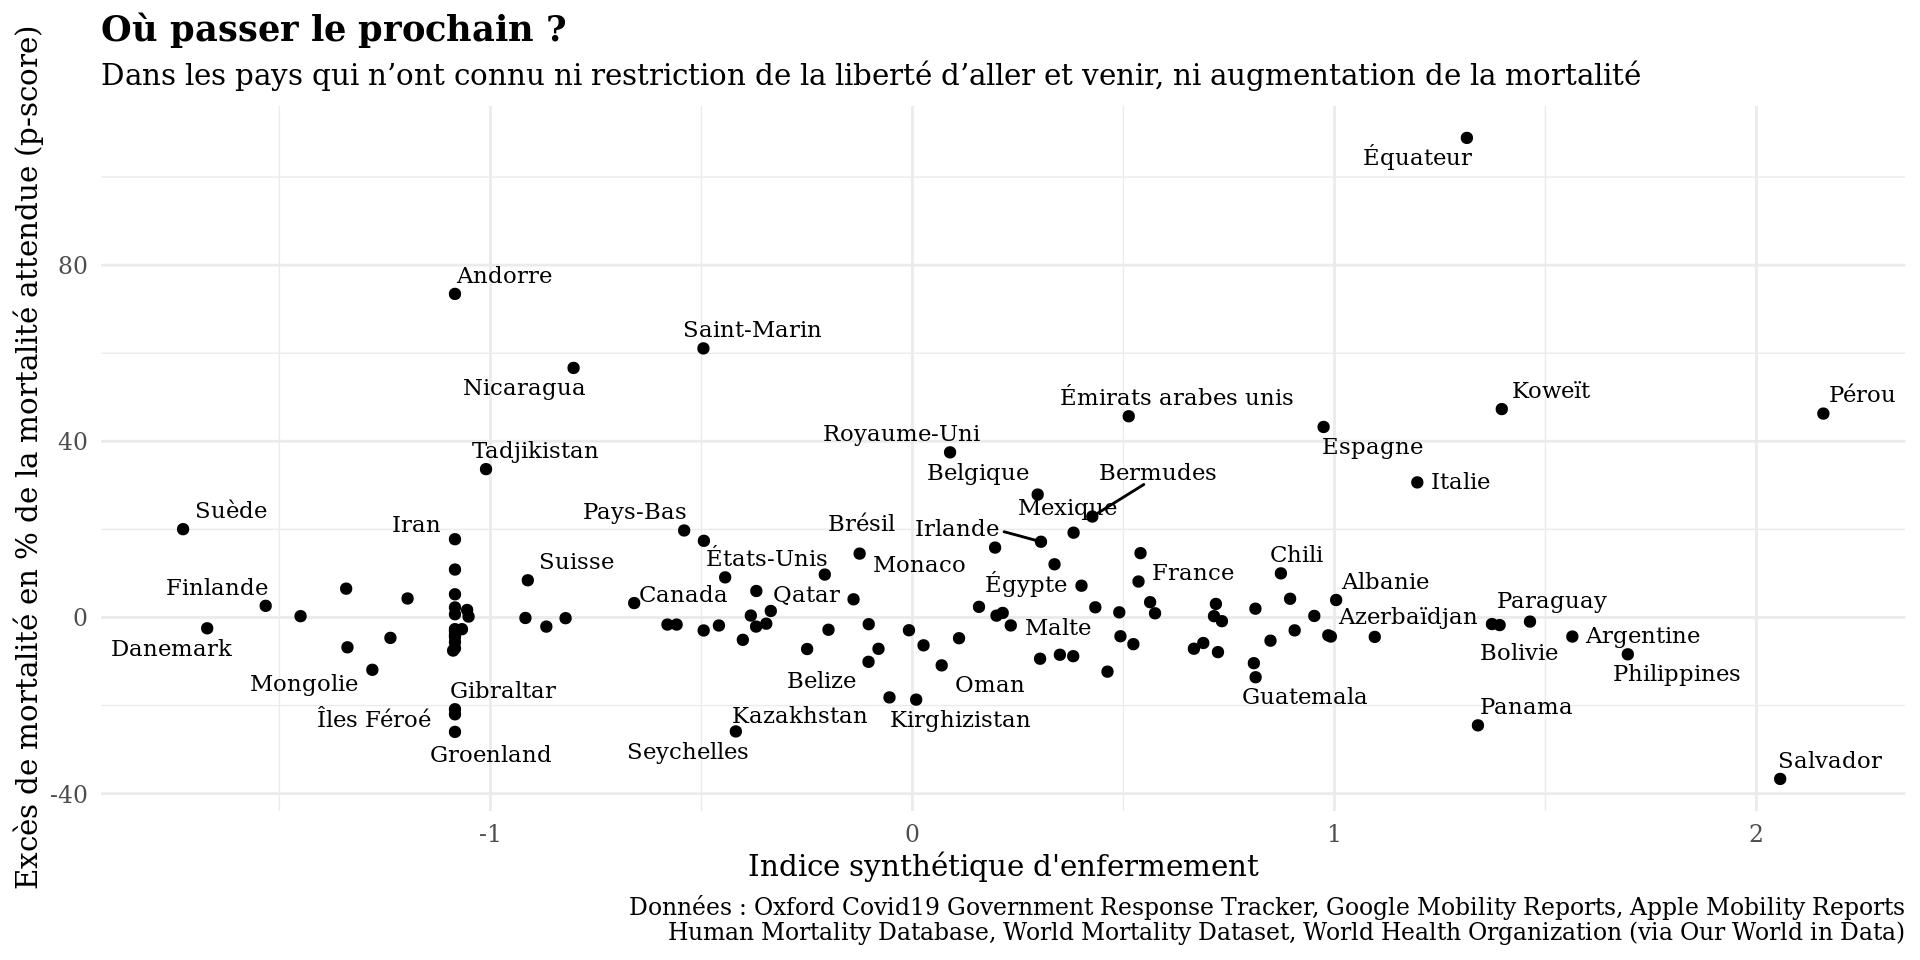 Où passer le prochain ?
Dans les pays qui n’ont connu ni restriction de la liberté d’aller et venir, ni augmentation de la mortalité
Excès de mortalité en % de la mortalité attendue (p-score)
80
40
0
-40
Équateur
Andorre
Saint-Marin
Nicaragua
Koweït
Pérou
Émirats arabes unis
Royaume-Uni
Espagne
Tadjikistan
Belgique
Bermudes
Italie
Mexique
Suède
Pays-Bas
Iran
Brésil
Irlande
États-Unis
Suisse
Monaco
Chili
France
Finlande
Canada
Qatar
Égypte
Albanie
Paraguay
Azerbaïdjan
Malte
Argentine
Danemark
Bolivie
Philippines
Mongolie
Belize
Oman
Gibraltar
Guatemala
Îles Féroé
Kazakhstan
Kirghizistan
Panama
Groenland
Seychelles
Salvador
-1
0
1
2
Indice synthétique d'enfermement
Données : Oxford Covid19 Government Response Tracker, Google Mobility Reports, Apple Mobility Reports
Human Mortality Database, World Mortality Dataset, World Health Organization (via Our World in Data)